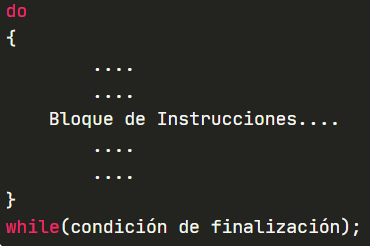 do
{
....
....
Bloque de Instrucciones....
....
....
}
while(condición de finalización);